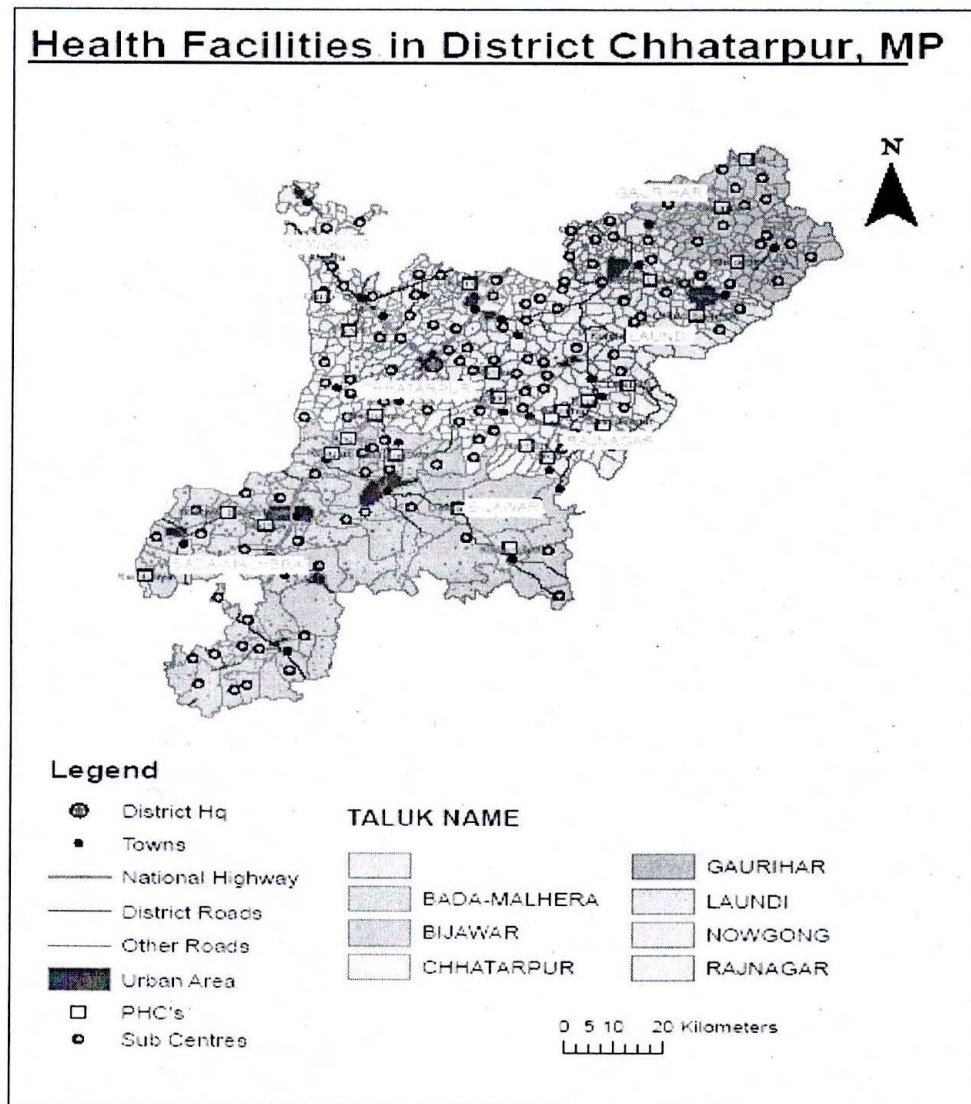 Health Facilities in District Chhatarpur, MP
N
GAURIHAR
NOWGONG
LAUNDI
CHHATARPUR
RAJNAGAR
BIJAWAR
BADA-MALHERA
Legend
District Hq
Towns
National Highway
District Roads
Other Roads
Urban Area
PHC's
Sub Centres
TALUK NAME
BADA-MALHERA
BIJAWAR
CHHATARPUR
GAURIHAR
LAUNDI
NOWGONG
RAJNAGAR
0 5 10 20 Kilometers